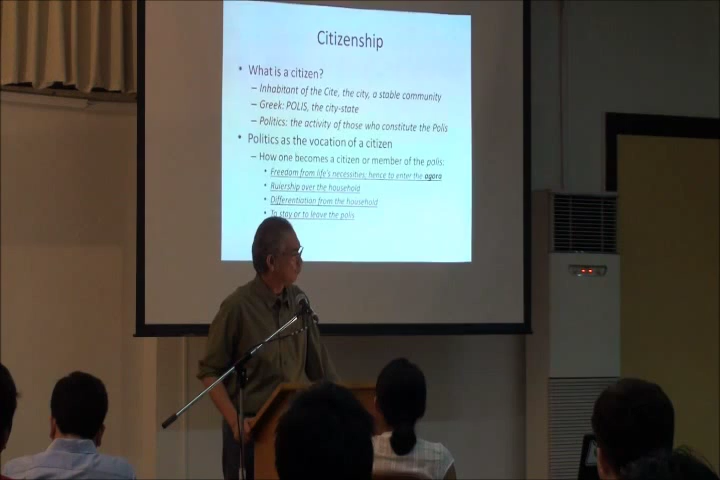 Citizenship
• What is a citizen?
– Inhabitant of the Cite, the city, a stable community
– Greek: POLIS, the city-state
– Politics: the activity of those who constitute the Polis
• Politics as the vocation of a citizen
– How one becomes a citizen or member of the polis:
• Freedom from life's necessities, hence to enter the agora
• Rulership over the household
• Differentiation from the household
• To stay or to leave the polis